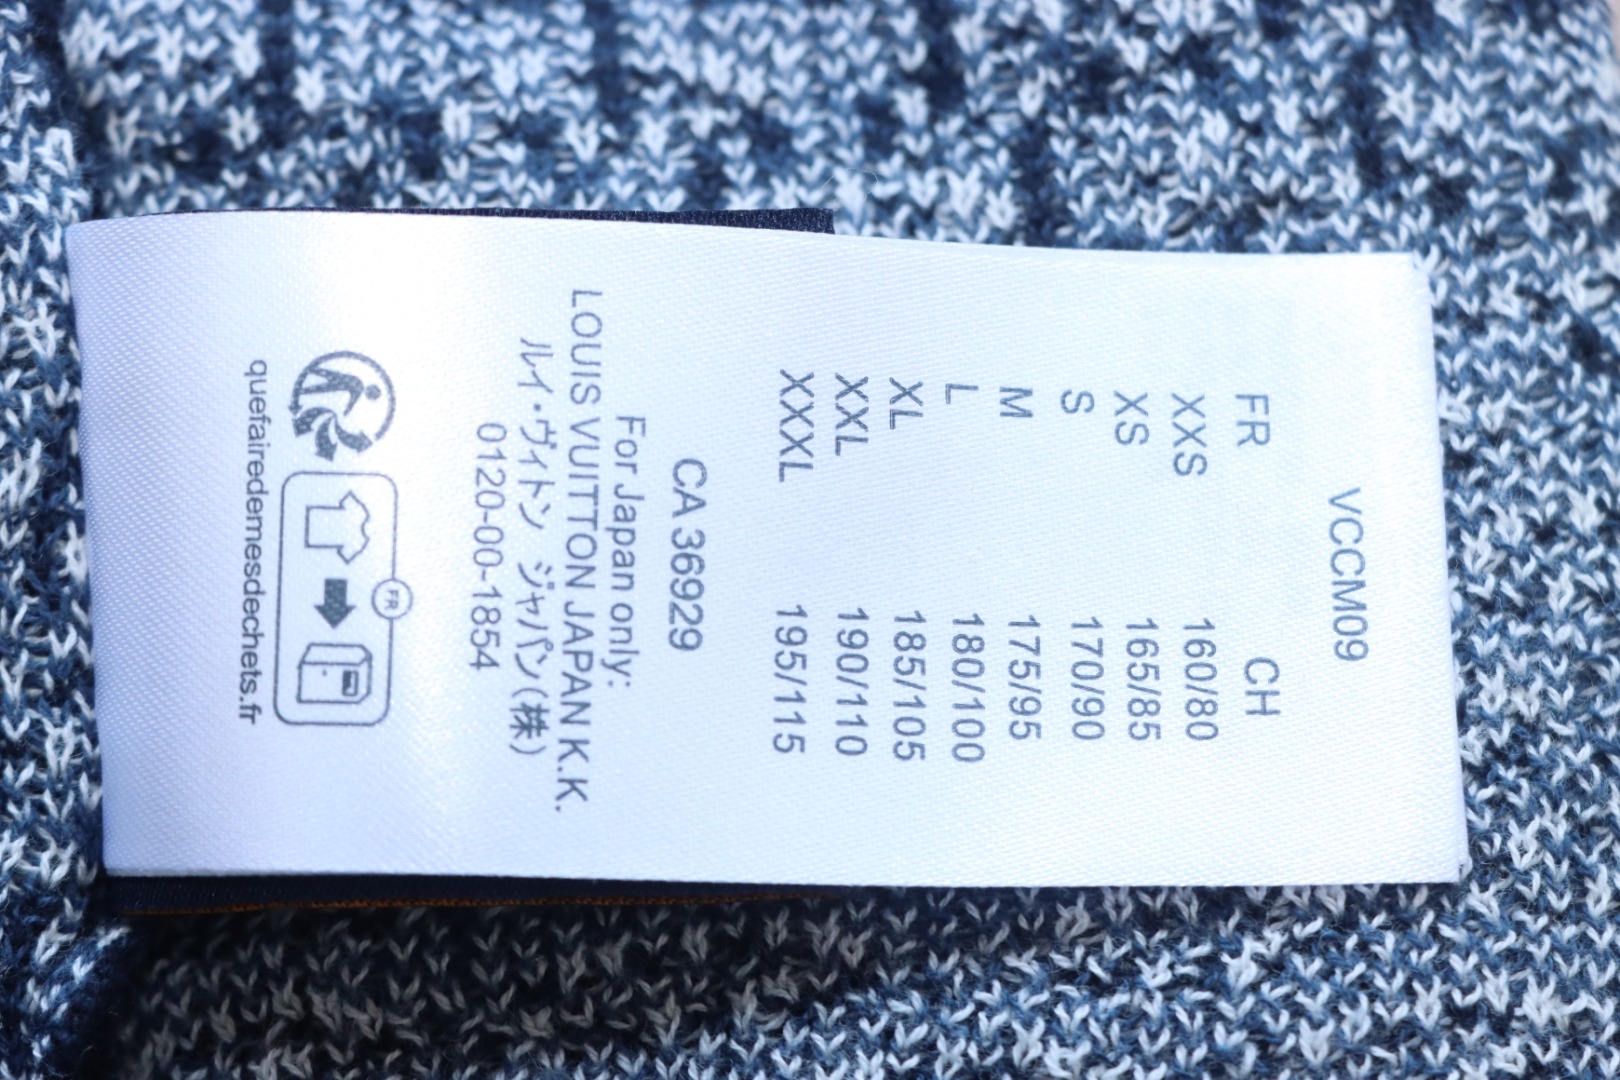 VCCM09
FR CH
XXS 160/80
XS 165/85
S 170/90
M 175/95
L 180/100
XL 185/105
XXL 190/110
XXXL 195/115
CA 36929
For Japan only:
LOUIS VUITTON JAPAN K.K.
ルイ・ヴィトン ジャパン(株)
0120-00-1854
FR
quefairedemesdechets.fr